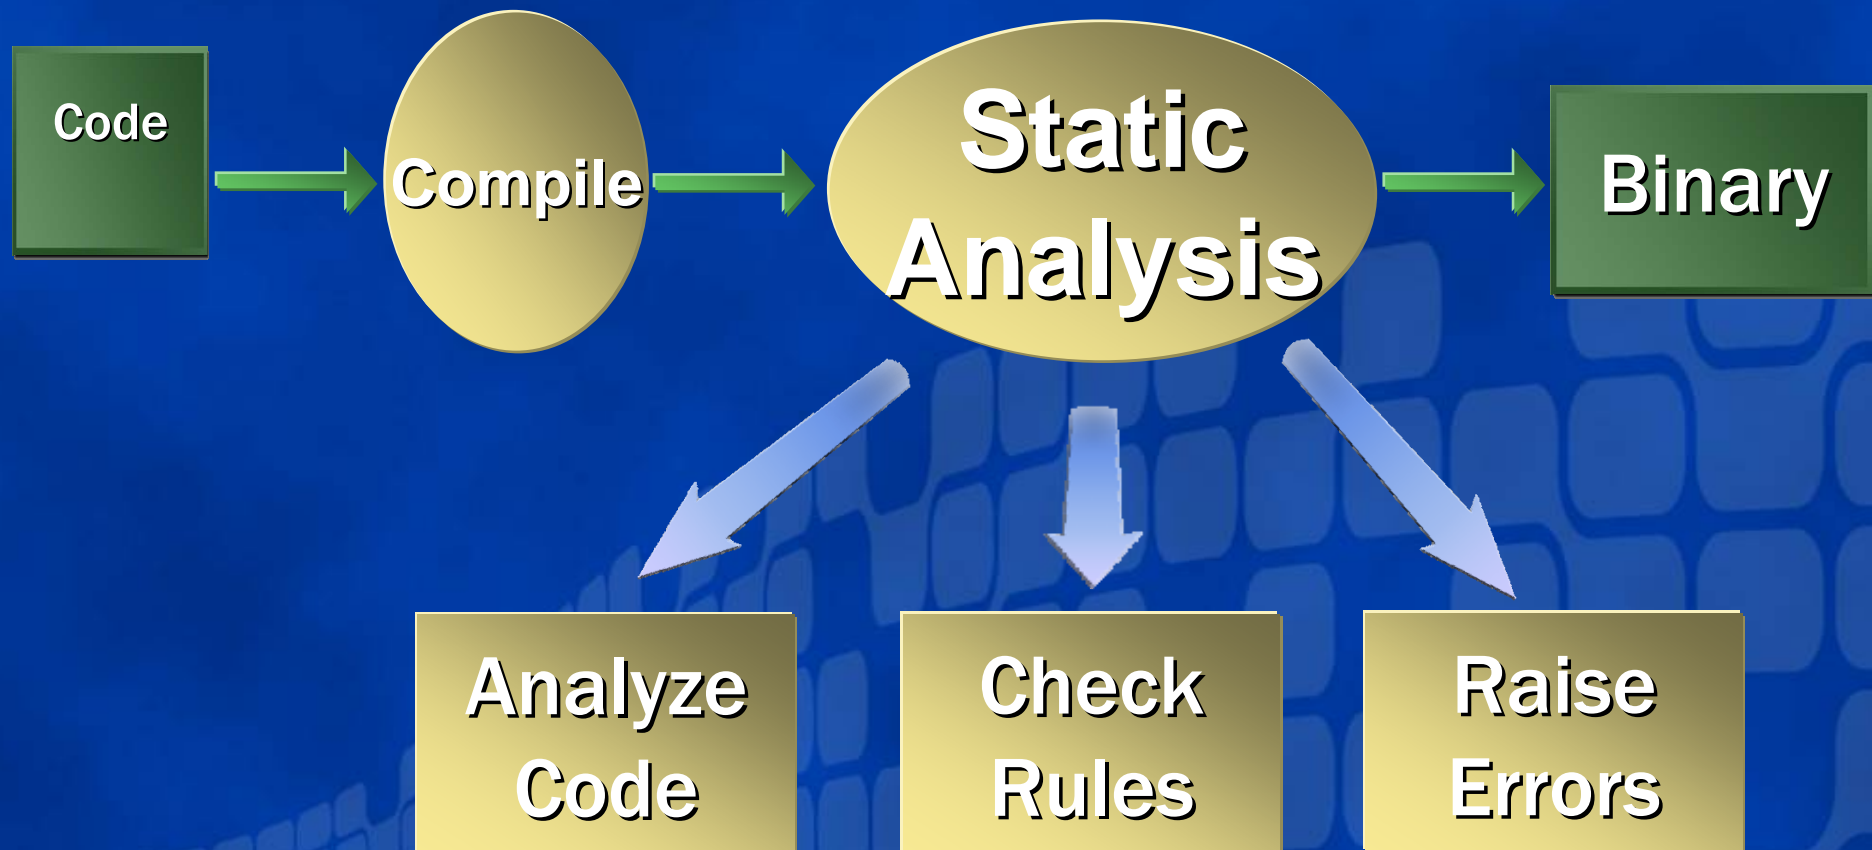 Code
Compile
Static
Analysis
Binary
Analyze
Code
Check
Rules
Raise
Errors